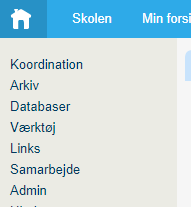 Skolen Min forsi
Koordination
Arkiv
Databaser
Værktøj
Links
Samarbejde
Admin